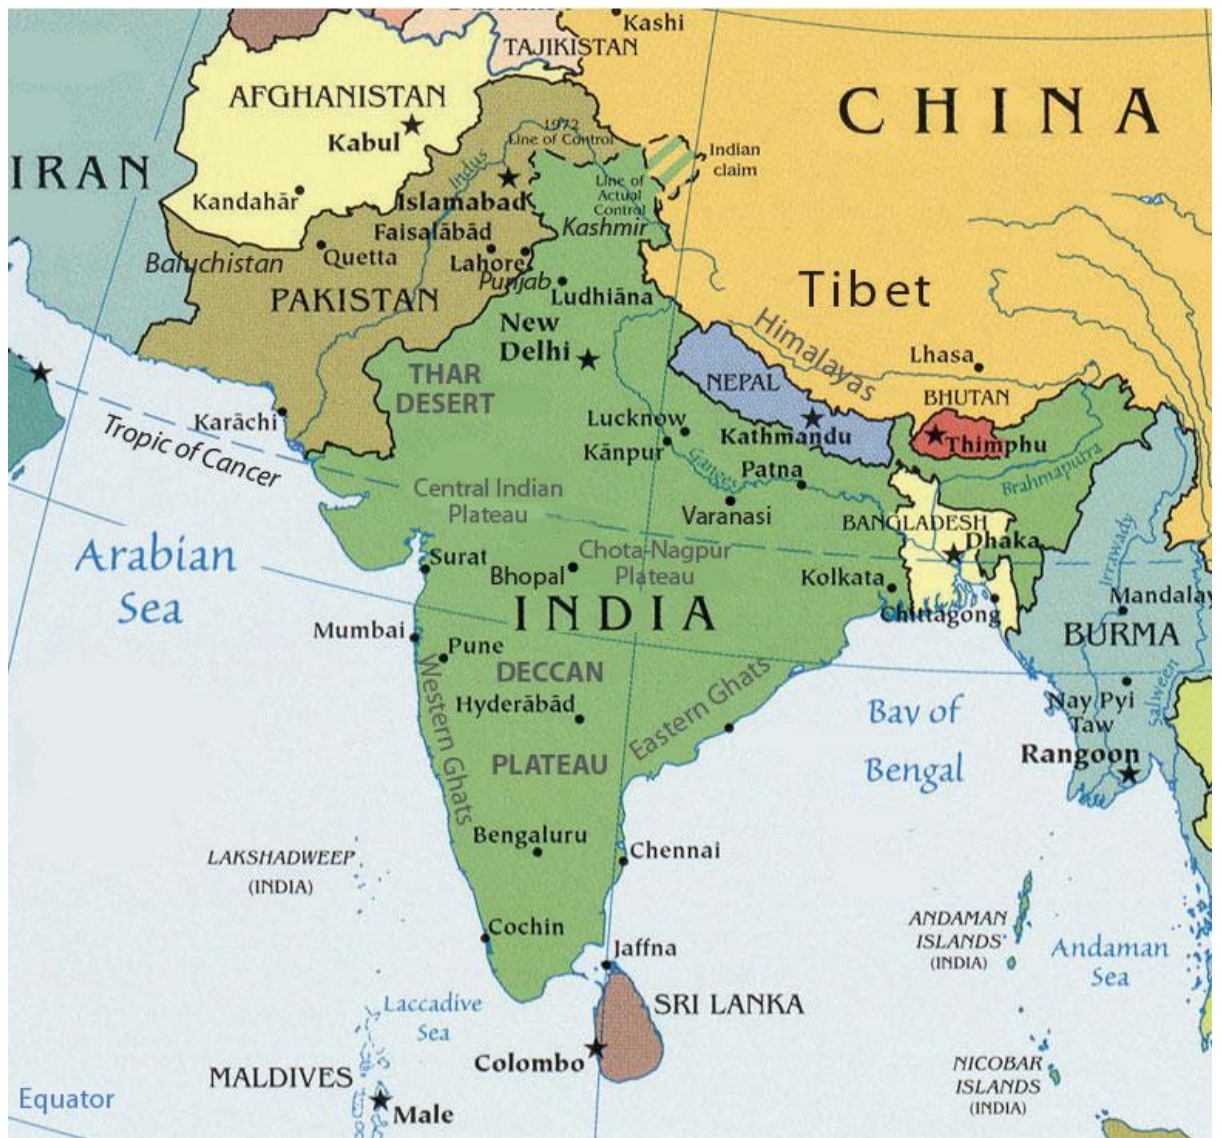 Kashi
TAJIKISTAN
AFGHANISTAN
CHINA
Kabul
1972
Line of Control
Indian
claim
IRAN
Indus
Kandahār
Islamabad
Line of
Actual
Control
Kashmir
Faisalābād
Baluchistan
Quetta
Lahore
Punjab
Ludhiāna
PAKISTAN
Tibet
New
Delhi
Himalayas
Lhasa
THAR
DESERT
NEPAL
BHUTAN
Karāchi
Tropic of Cancer
Lucknow
Kathmandu
Thimphu
Kānpur
Ganges
Patna
Brahmaputra
Central Indian
Plateau
Varanasi
BANGLADESH
Dhaka
Irrawady
Arabian
Sea
Surat
Bhopal
Chota-Nagpur
Plateau
Kolkata
Chittagong
Mandalay
INDIA
Mumbai
Pune
BURMA
Western Ghats
DECCAN
PLATEAU
Hyderābād
Eastern Ghats
Bay of
Bengal
Nay Pyi
Taw
Salween
Rangoon
Bengaluru
Chennai
LAKSHADWEEP
(INDIA)
Cochin
ANDAMAN
ISLANDS
(INDIA)
Andaman
Sea
Jaffna
Laccadive
Sea
SRI LANKA
Colombo
MALDIVES
Male
NICOBAR
ISLANDS
(INDIA)
Equator